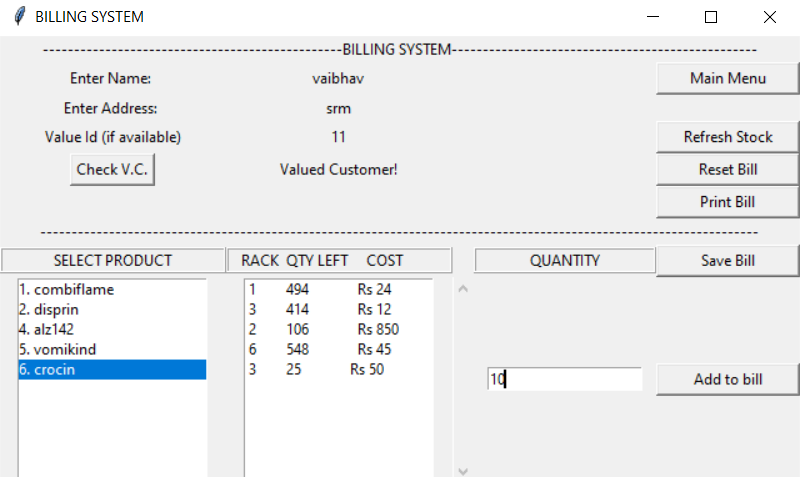 BILLING SYSTEM
-------------------------------------------------BILLING SYSTEM--------------------------------------------------
Enter Name: vaibhav Main Menu
Enter Address: srm
Value Id (if available) 11 Refresh Stock
Check V.C. Valued Customer! Reset Bill
Print Bill
----------------------------------------------------------------------------------------------------------------------
SELECT PRODUCT RACK QTY LEFT COST QUANTITY Save Bill
1. combiflame 1 494 Rs 24
2. disprin 3 414 Rs 12
4. alz142 2 106 Rs 850
5. vomikind 6 548 Rs 45
6. crocin 3 25 Rs 50
10 Add to bill